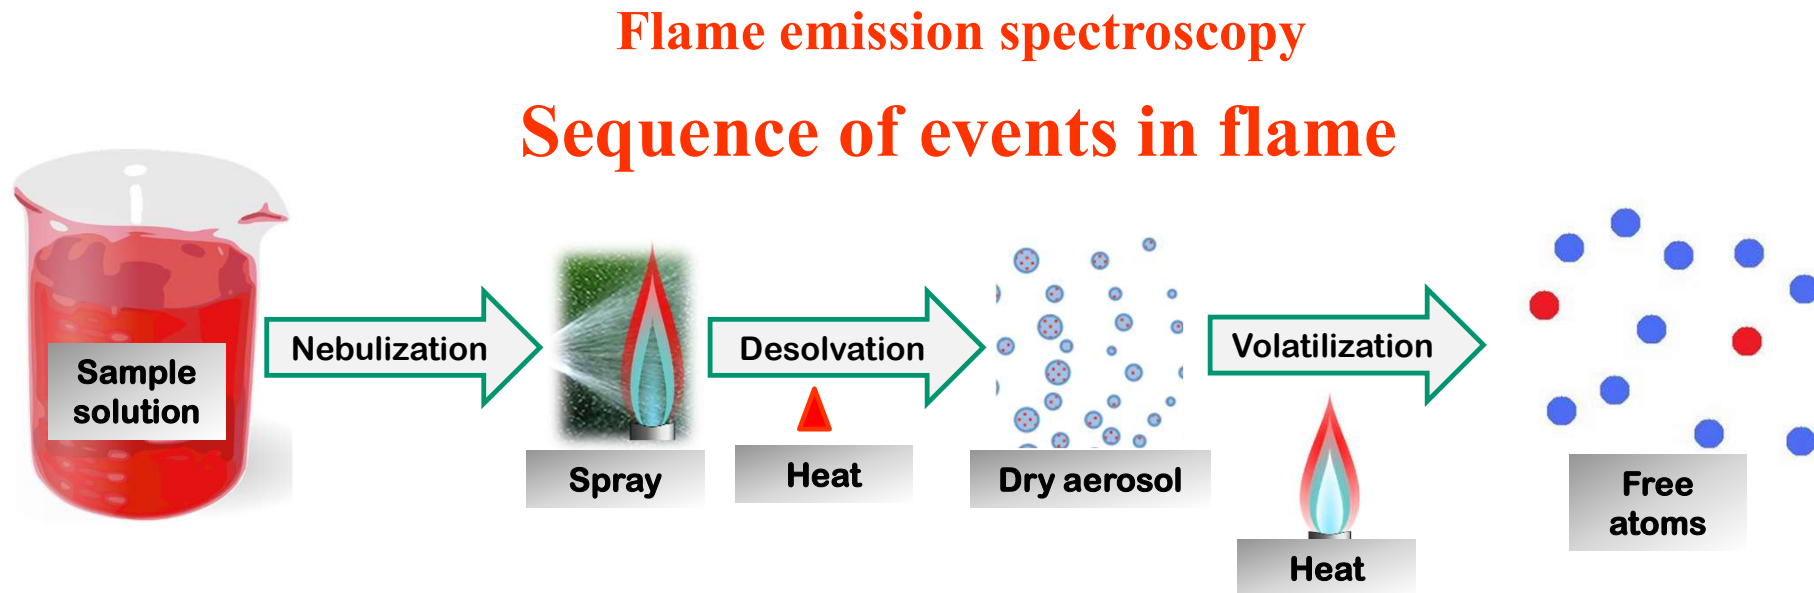 Flame emission spectroscopy
Sequence of events in flame
Sample
solution
Nebulization
Spray
Desolvation
Heat
Dry aerosol
Volatilization
Heat
Free
atoms